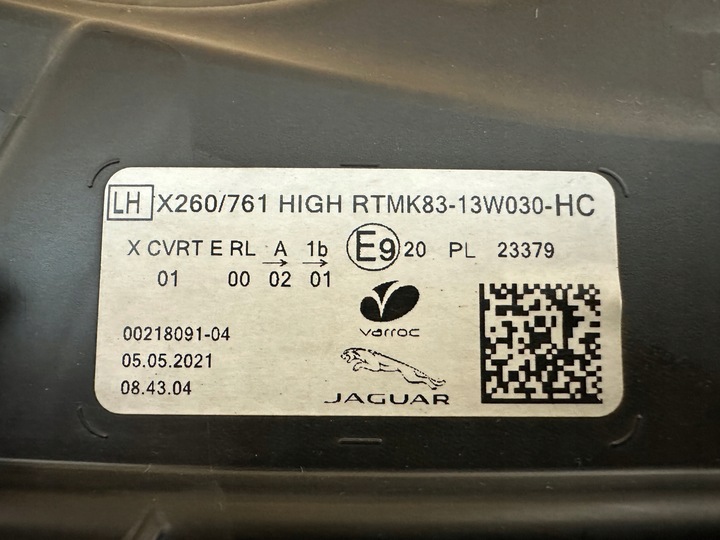 LH X260/761 HIGH RTMK83-13W030-HC
X CVRT E RL A 1b E9 20 PL 23379
01 00 02 01
varroc
00218091-04
05.05.2021
08.43.04
JAGUAR